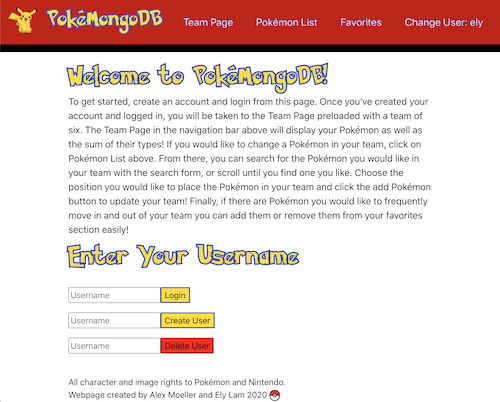 PokéMongoDB Team Page Pokémon List Favorites Change User: ely
Welcome to PokéMongoDB!
To get started, create an account and login from this page. Once you've created your
account and logged in, you will be taken to the Team Page preloaded with a team of
six. The Team Page in the navigation bar above will display your Pokémon as well as
the sum of their types! If you would like to change a Pokémon in your team, click on
Pokémon List above. From there, you can search for the Pokémon you would like in
your team with the search form, or scroll until you find one you like. Choose the
position you would like to place the Pokémon in your team and click the add Pokémon
button to update your team! Finally, if there are Pokémon you would like to frequently
move in and out of your team you can add them or remove them from your favorites
section easily!
Enter Your Username
Username Login
Username Create User
Username Delete User
All character and image rights to Pokémon and Nintendo.
Webpage created by Alex Moeller and Ely Lam 2020